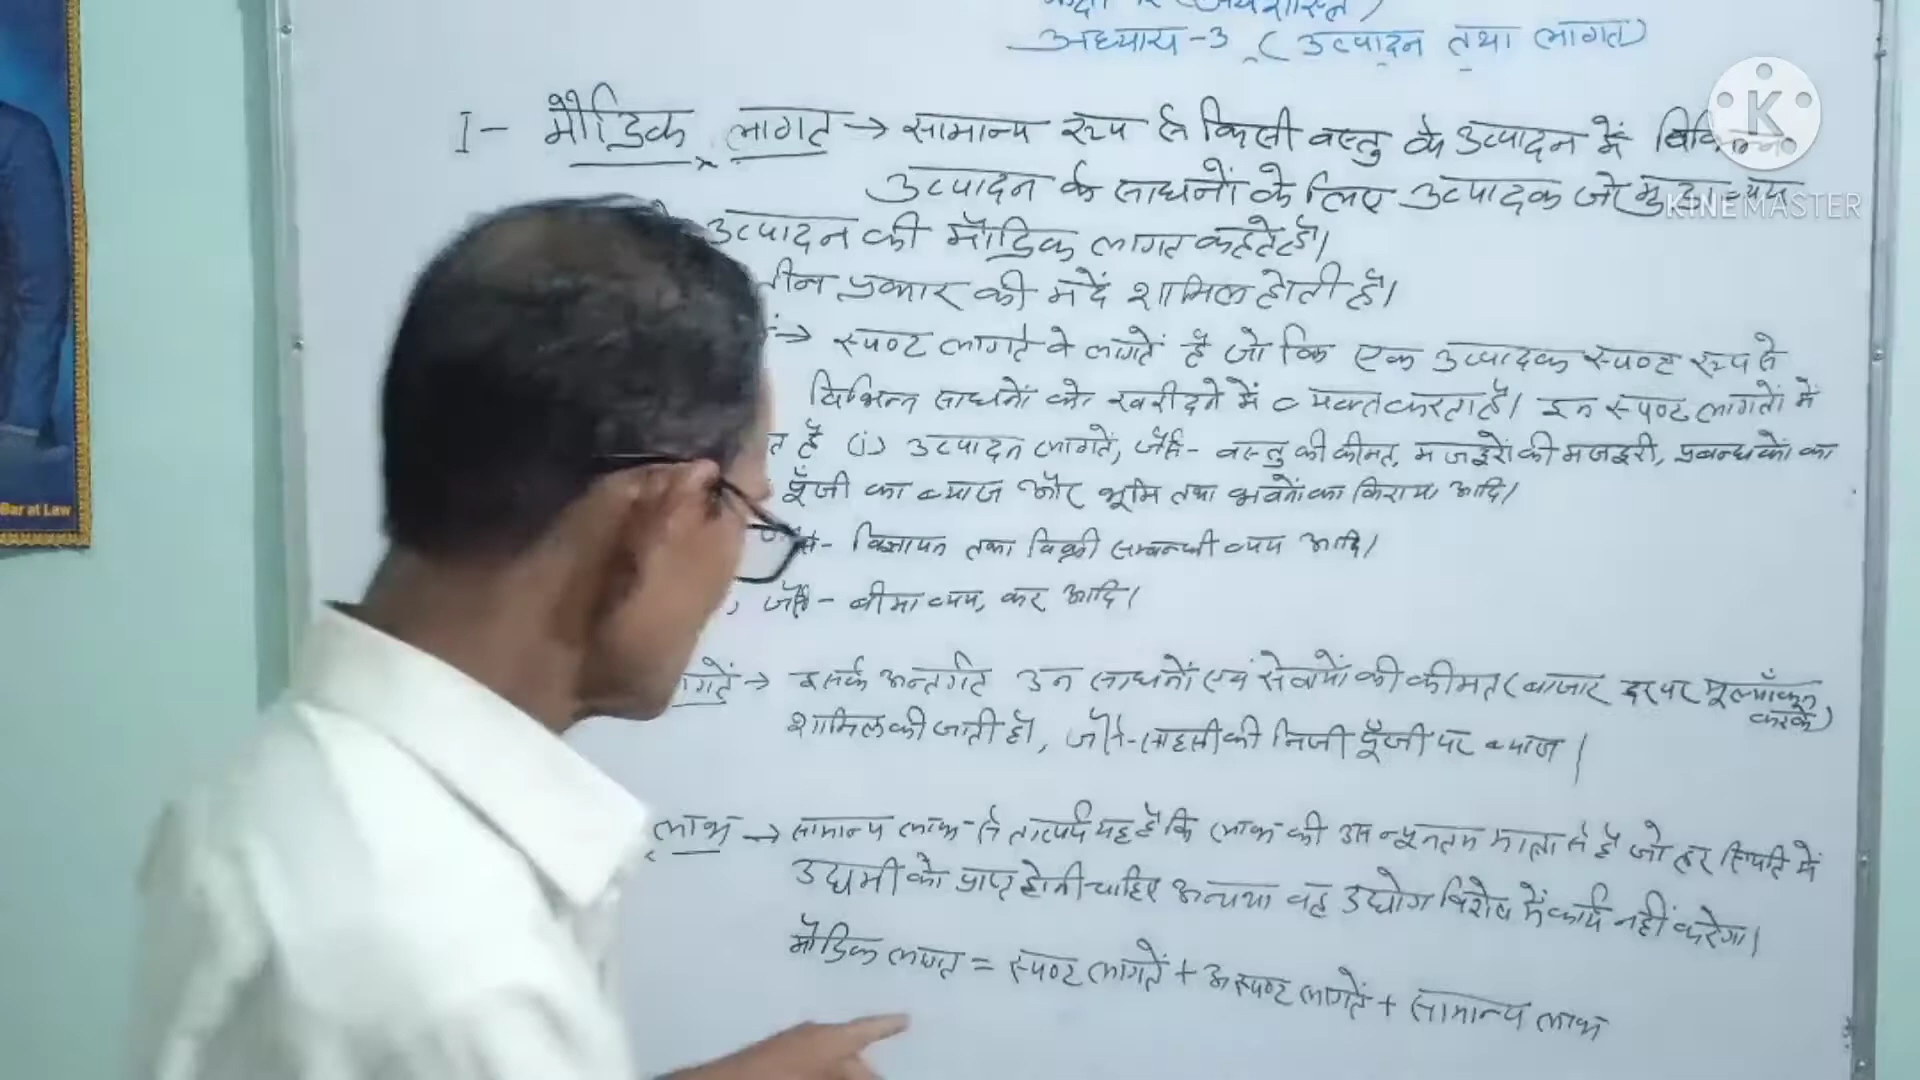 अध्याय-3 (उत्पादन तथा लागत)
I- मौद्रिक लागत → सामान्य रूप से किसी वस्तु के उत्पादन में विभिन्न
उत्पादन के साधनों के लिए उत्पादक जो मुद्रा व्यय
KINEMASTER
उत्पादन की मौद्रिक लागत कहते है।
तीन प्रकार की मदें शामिल होती है।
→ स्पष्ट लागतें वे लागतें है जो कि एक उत्पादक स्पष्ट रूप से
विभिन्न साधनों को खरीदने में व्यक्त करता है। इन स्पष्ट लागतों में
है (i) उत्पादन लागतें, जैसे- वस्तु की कीमत, मजदूरों की मजदूरी, प्रबन्धकों का
पूँजी का व्याज और भूमि तथा भवनों का किराया आदि।
जैसे- विज्ञापन तथा बिक्री सम्बन्धी व्यय आदि।
, जैसे- बीमा व्यय, कर आदि।
Bar at Law
→ इसके अन्तर्गत उन साधनों एवं सेवाओं की कीमत (बाजार दर पर मूल्याँकन करके)
शामिल की जाती है, जैसे- साहसी की निजी पूँजी पर व्याज।
लाभ → सामान्य लाभ से तात्पर्य यह है कि लाभ की उस न्यूनतम मात्रा से है जो हर स्थिति में
उद्यमी को प्राप्त होनी चाहिए अन्यथा वह उद्योग विशेष में कार्य नहीं करेगा।
मौद्रिक लागत = स्पष्ट लागतें + अस्पष्ट लागतें + सामान्य लाभ